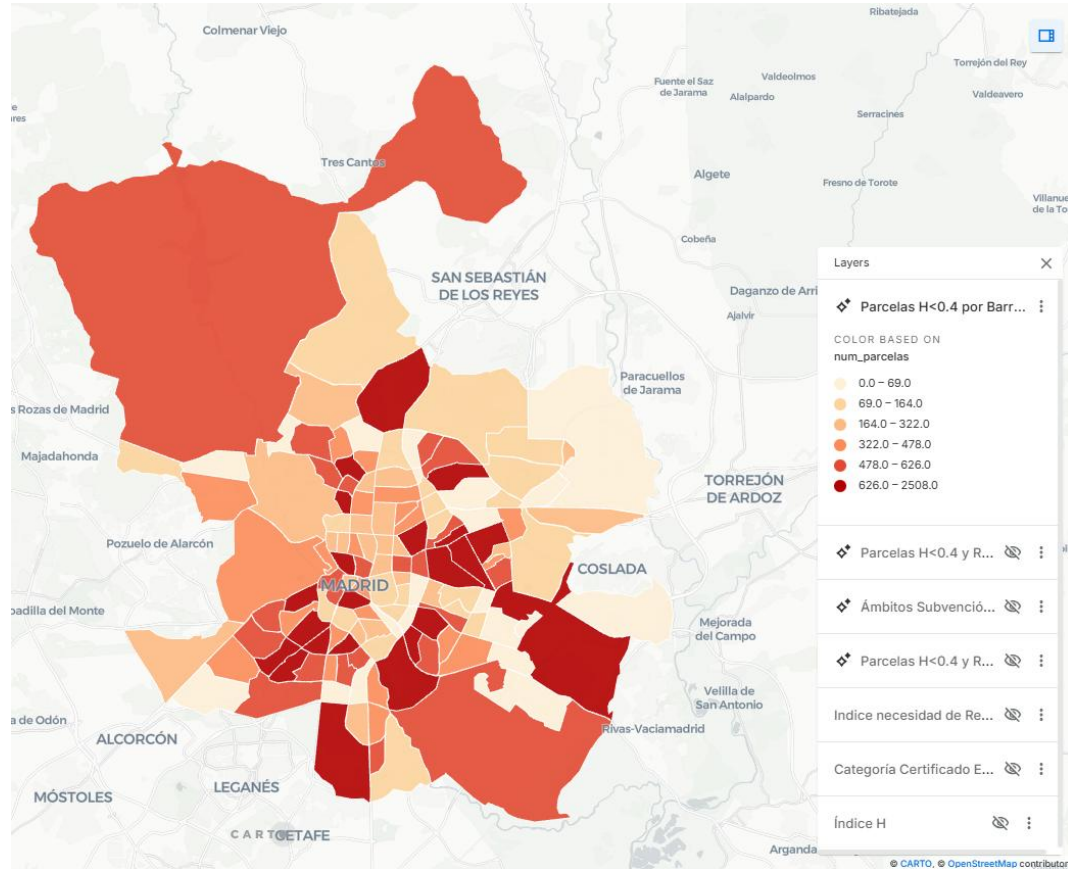 Colmenar Viejo
Ribatejada
Torrejón del Rey
Valdeolmos
Fuente el Saz
de Jarama
Alalpardo
Valdeavero
Serracines
Tres Cantos
Algete
Fresno de Torote
Villanue
de la To
Cobeña
SAN SEBASTIÁN
DE LOS REYES
Daganzo de Arri
Ajalvir
Paracuellos
de Jarama
s Rozas de Madrid
Majadahonda
TORREJÓN
DE ARDOZ
Pozuelo de Alarcón
COSLADA
MADRID
oadilla del Monte
Mejorada
del Campo
Velilla de
San Antonio
a de Odón
Rivas-Vaciamadrid
ALCORCÓN
LEGANÉS
MÓSTOLES
CART
GETAFE
Arganda
Layers
Parcelas H<0.4 por Barr...
COLOR BASED ON
num_parcelas
0.0 – 69.0
69.0 – 164.0
164.0 – 322.0
322.0 – 478.0
478.0 – 626.0
626.0 – 2508.0
Parcelas H<0.4 y R...
Ámbitos Subvenció...
Parcelas H<0.4 y R...
Indice necesidad de Re...
Categoría Certificado E...
Índice H
© CARTO, © OpenStreetMap contributor